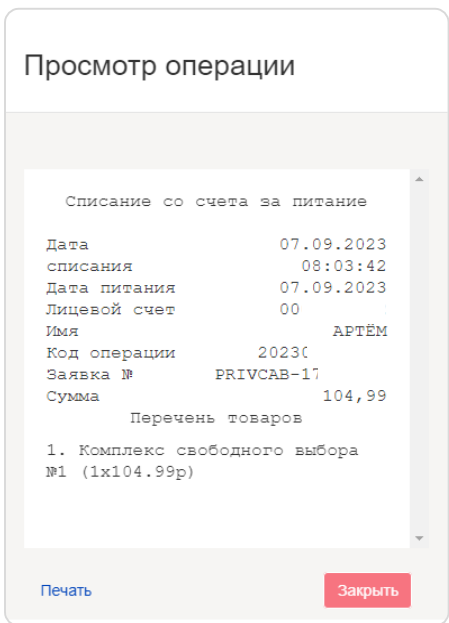 Просмотр операции
Списание со счета за питание
Дата 07.09.2023
списания 08:03:42
Дата питания 07.09.2023
Лицевой счет 00
Имя АРТЁМ
Код операции 2023
Заявка № PRIVCAB-17
Сумма 104,99
Перечень товаров
1. Комплекс свободного выбора
№1 (1x104.99р)
Печать
Закрыть